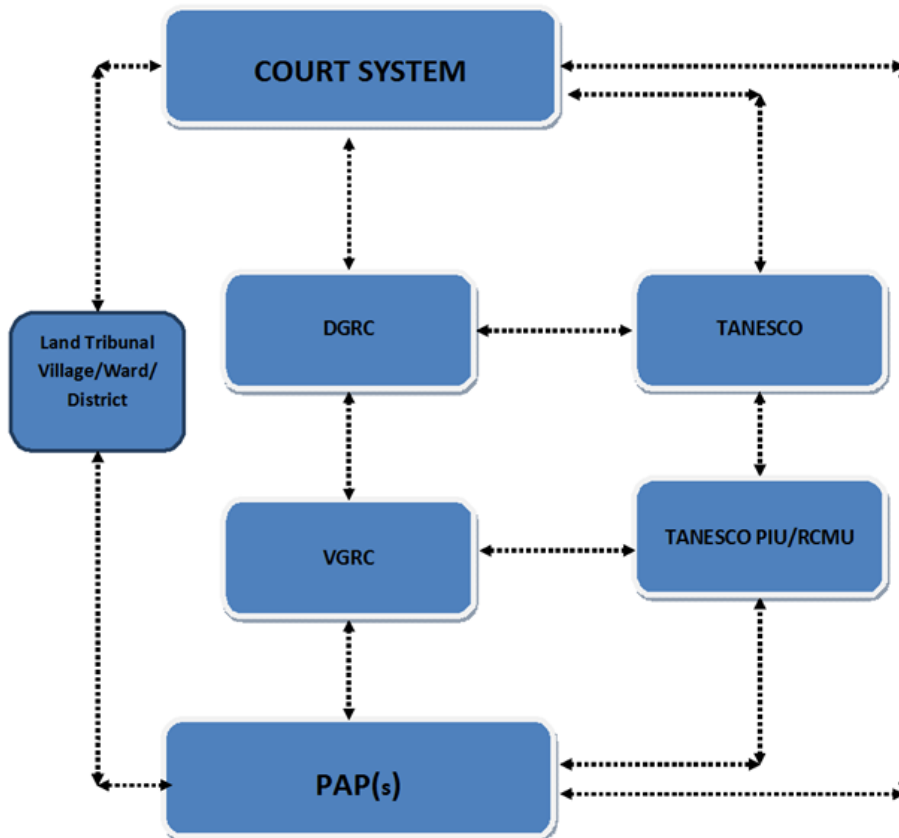 COURT SYSTEM
DGRC
TANESCO
Land Tribunal
Village/Ward/
District
VGRC
TANESCO PIU/RCMU
PAP(s)